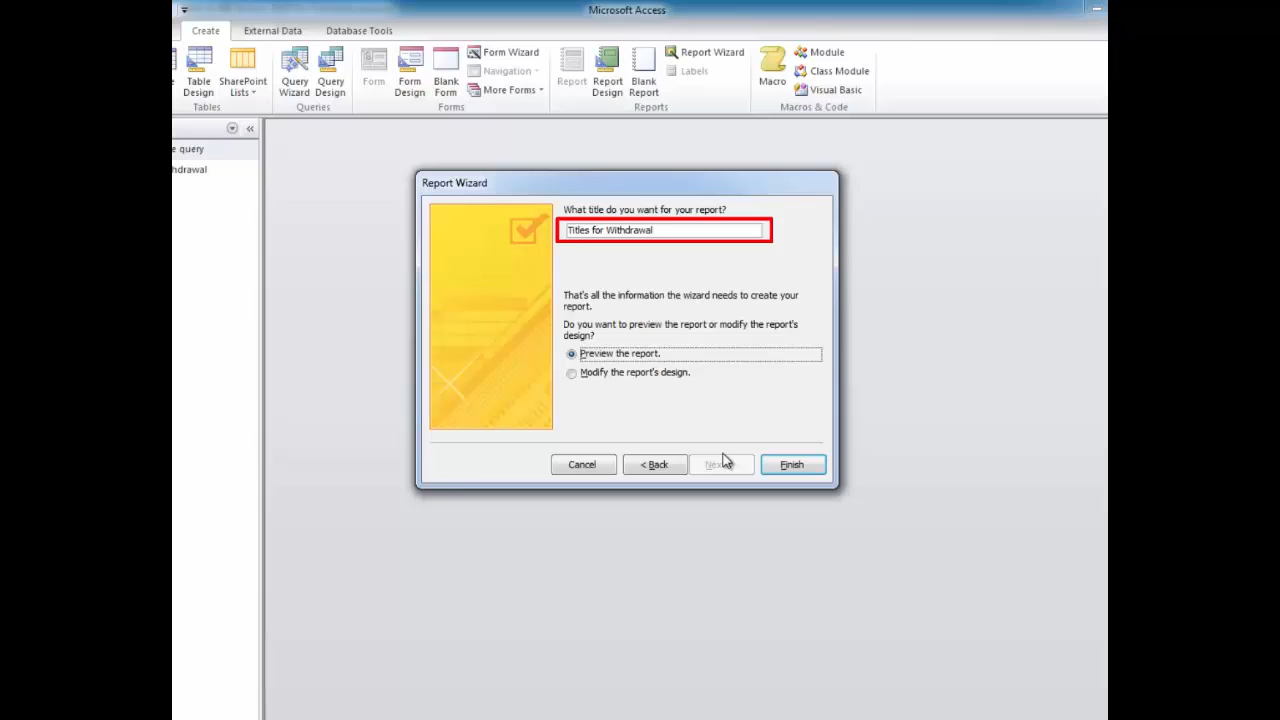 Microsoft Access
Create External Data Database Tools
Table Design
SharePoint Lists
Tables
Query Wizard
Query Design
Queries
Form
Form Design
Blank Form
Form Wizard
Navigation
More Forms
Forms
Report
Report Design
Blank Report
Report Wizard
Labels
Reports
Macro
Module
Class Module
Visual Basic
Macros & Code
e query
hdrawal
Report Wizard
What title do you want for your report?
Titles for Withdrawal
That's all the information the wizard needs to create your
report.
Do you want to preview the report or modify the report's
design?
Preview the report.
Modify the report's design.
Cancel < Back Nex Finish